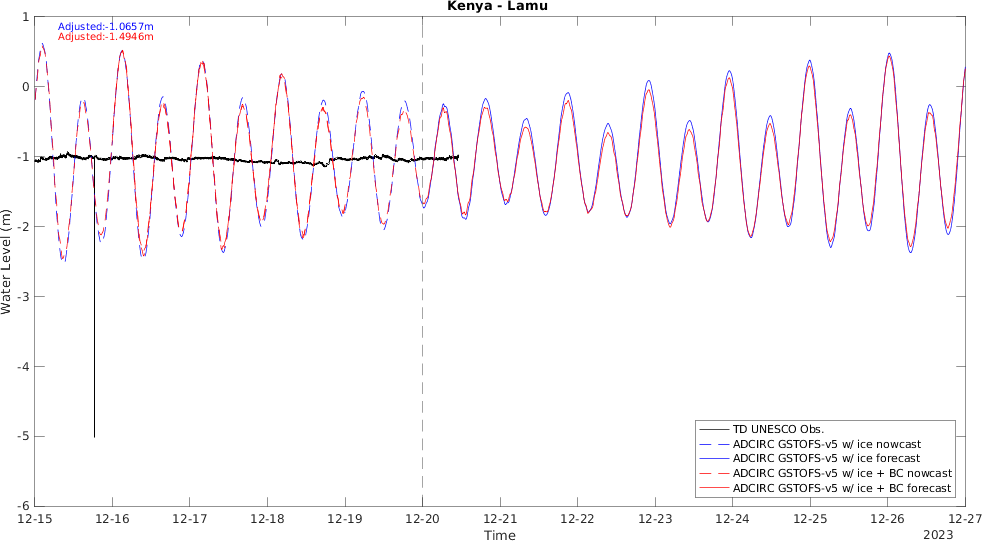 Kenya - Lamu
Adjusted:-1.0657m
Adjusted:-1.4946m
1
0
-1
-2
-3
-4
-5
-6
Water Level (m)
TD UNESCO Obs.
ADCIRC GSTOFS-v5 w/ ice nowcast
ADCIRC GSTOFS-v5 w/ ice forecast
ADCIRC GSTOFS-v5 w/ ice + BC nowcast
ADCIRC GSTOFS-v5 w/ ice + BC forecast
12-15 12-16 12-17 12-18 12-19 12-20 12-21 12-22 12-23 12-24 12-25 12-26 12-27
Time
2023